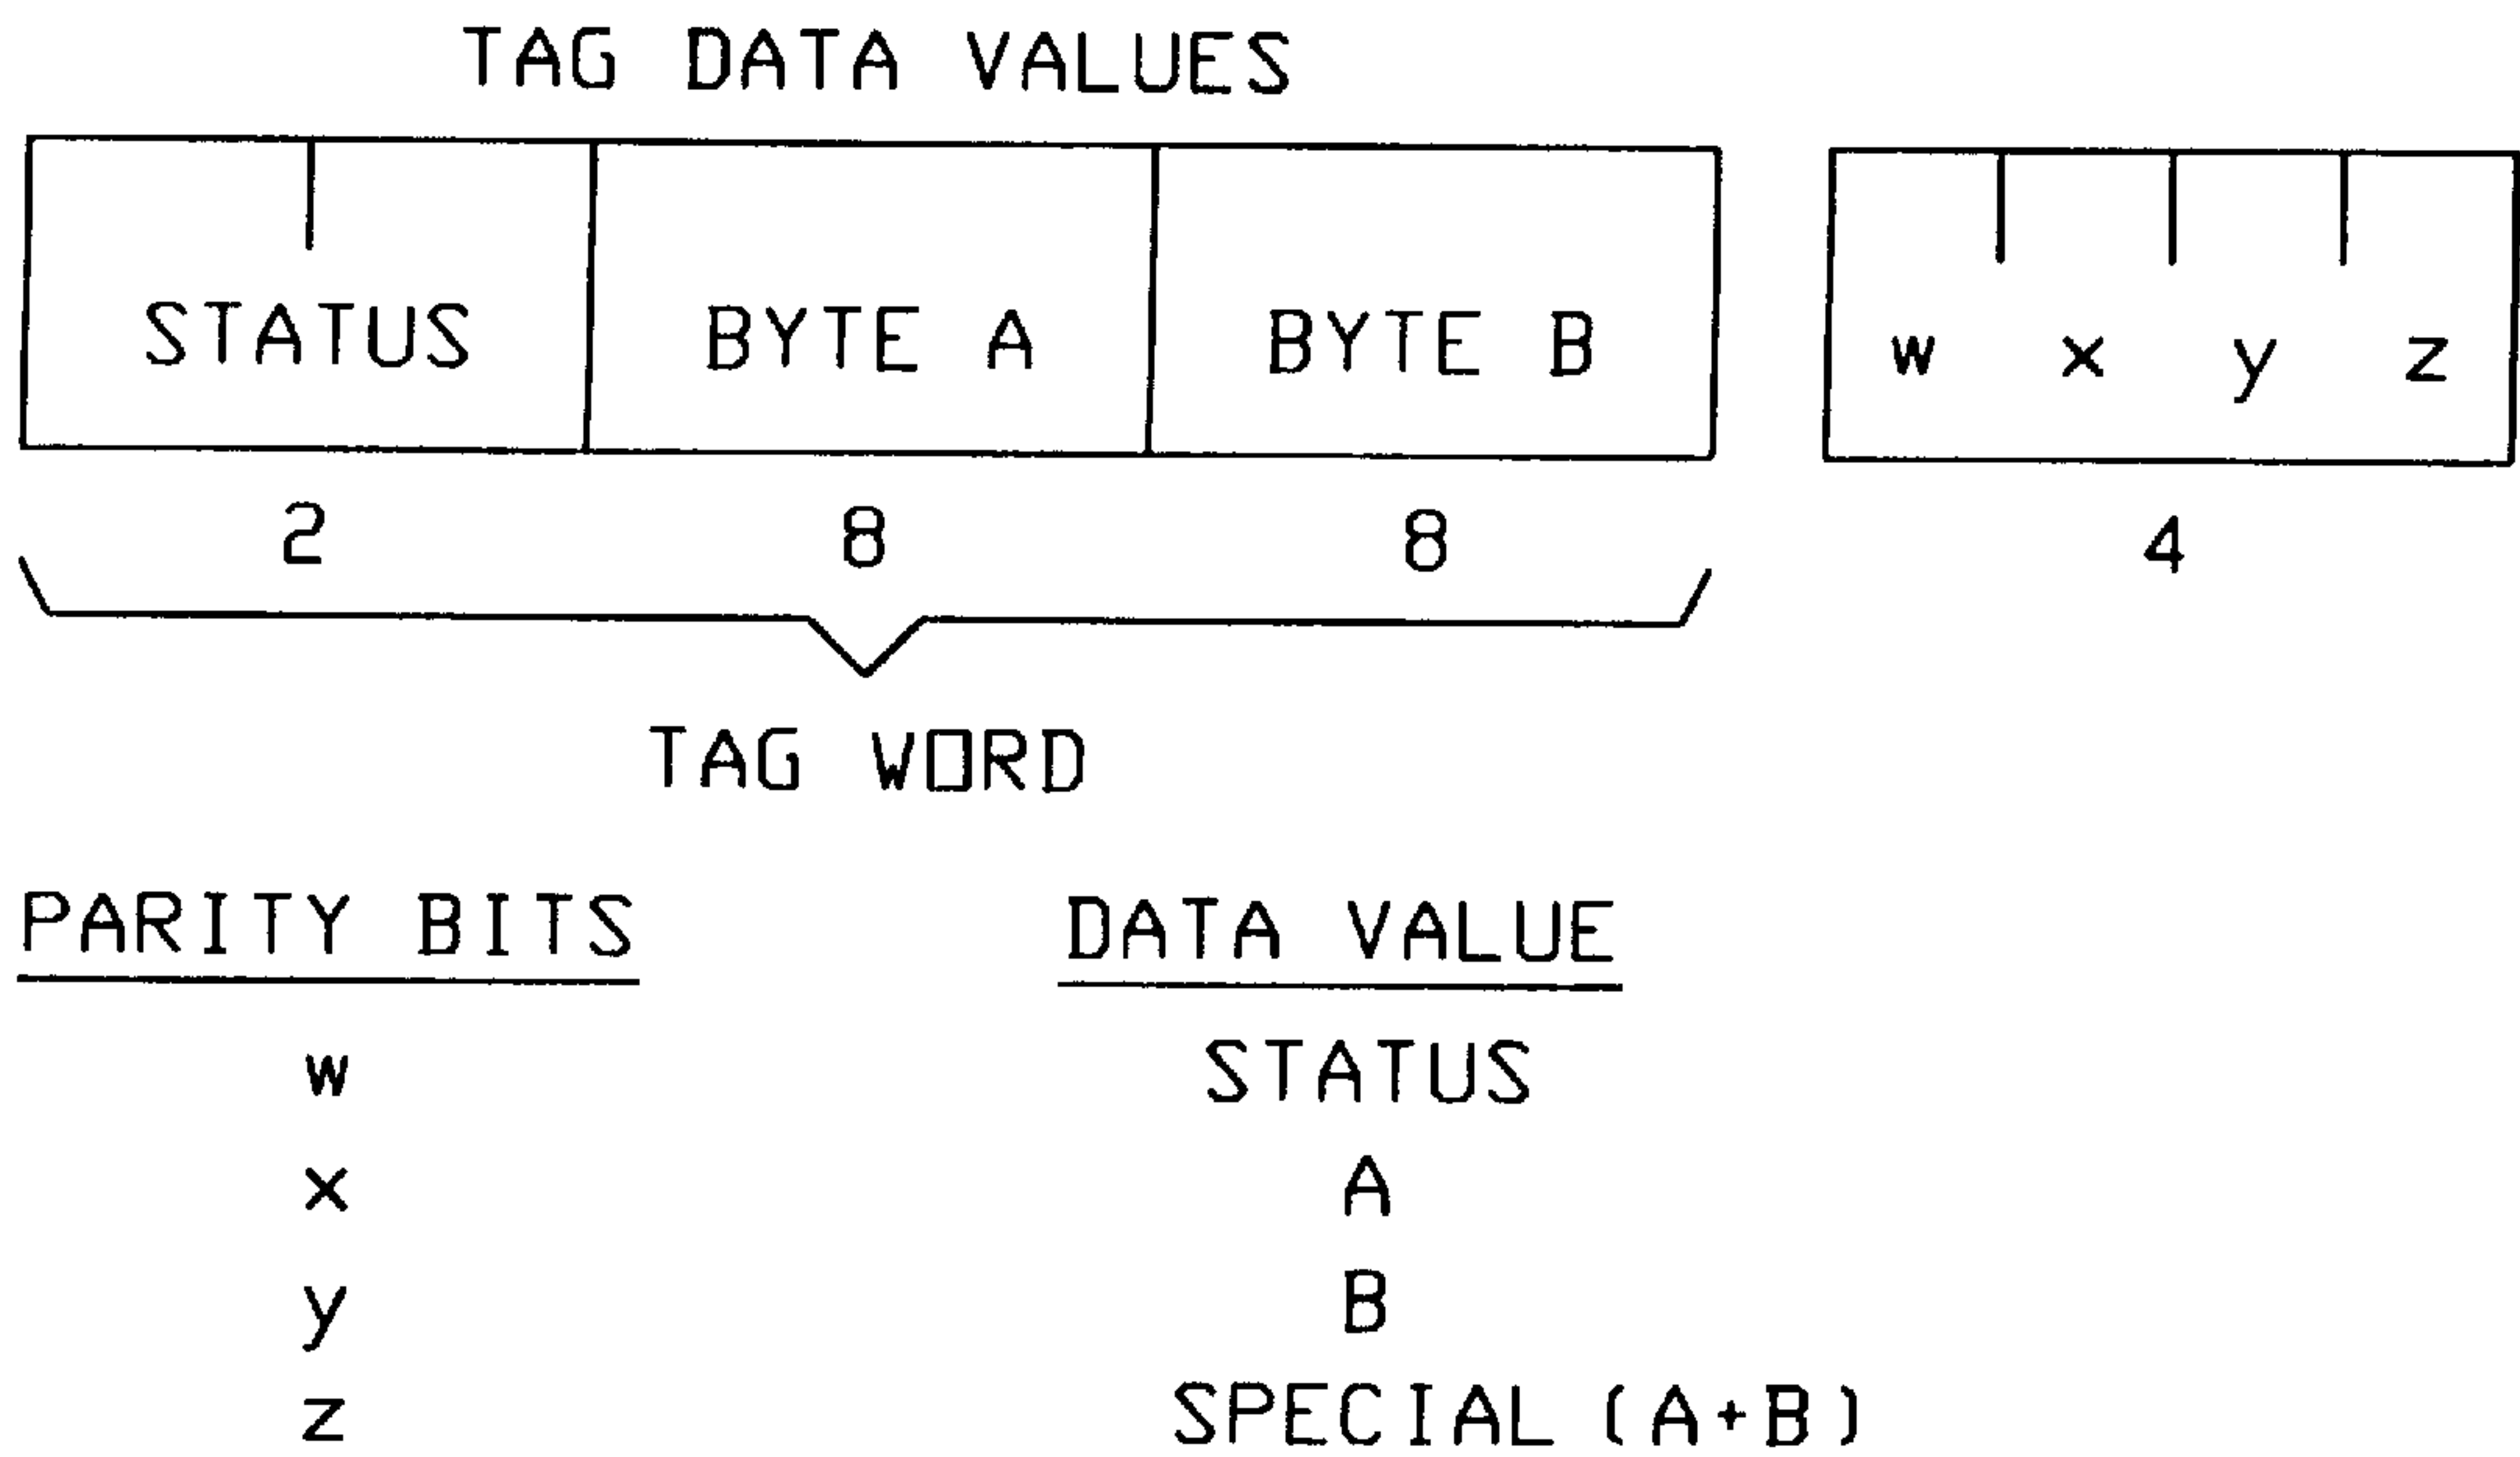 TAG DATA VALUES
STATUS BYTE A BYTE B w x y z
2 8 8 4
TAG WORD
PARITY BITS DATA VALUE
w STATUS
x A
y B
z SPECIAL (A+B)